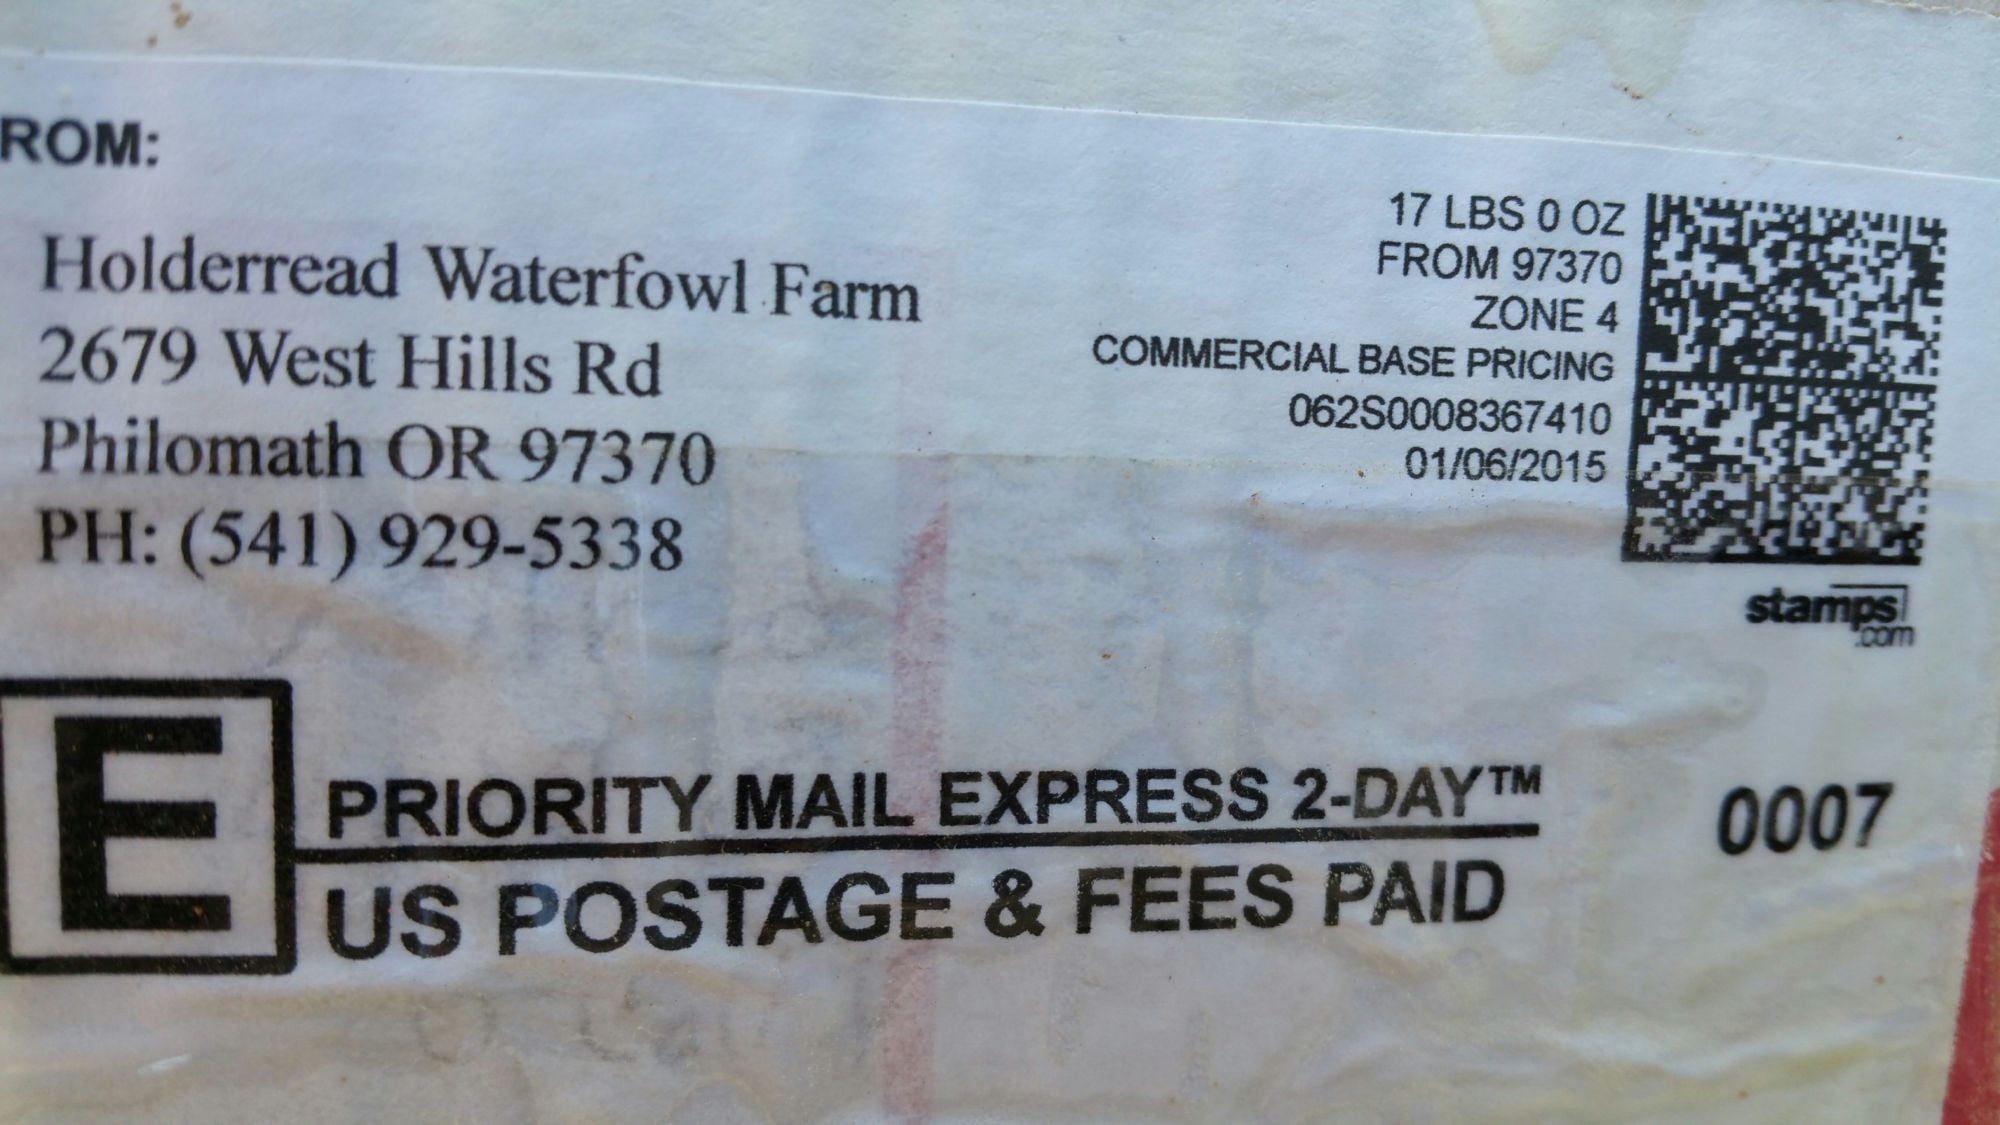 ROM:
Holderread Waterfowl Farm
2679 West Hills Rd
Philomath OR 97370
PH: (541) 929-5338
17 LBS 0 OZ
FROM 97370
ZONE 4
COMMERCIAL BASE PRICING
062S0008367410
01/06/2015
stamps
.com
E
PRIORITY MAIL EXPRESS 2-DAY™
0007
US POSTAGE & FEES PAID